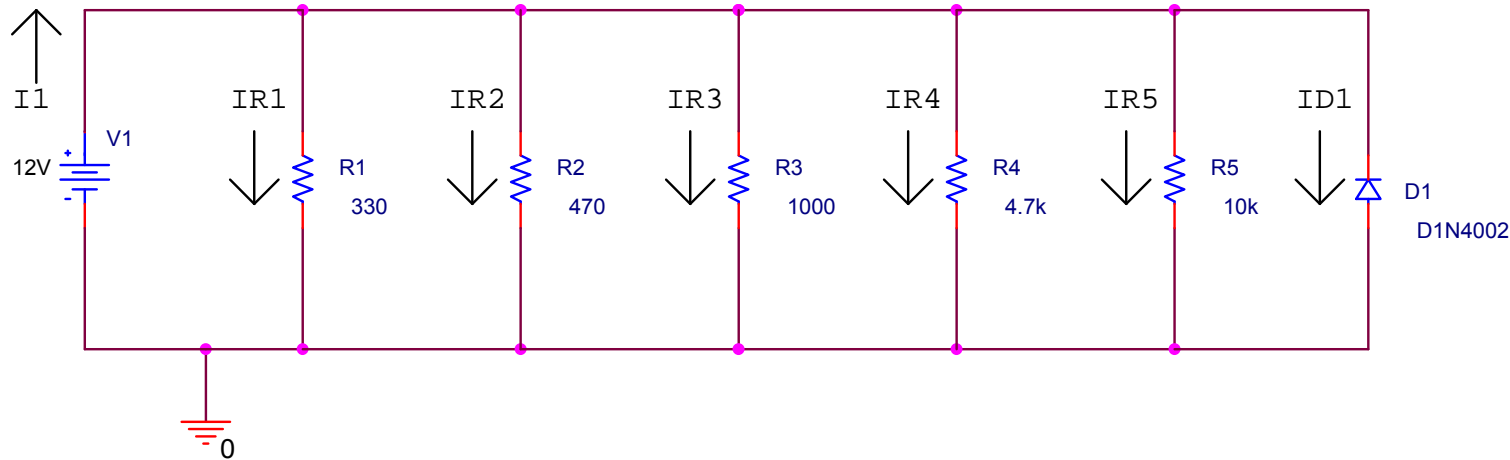 I1
IR1
IR2
IR3
IR4
IR5
ID1
V1
+
12V
-
R1
330
R2
470
R3
1000
R4
4.7k
R5
10k
D1
D1N4002
0